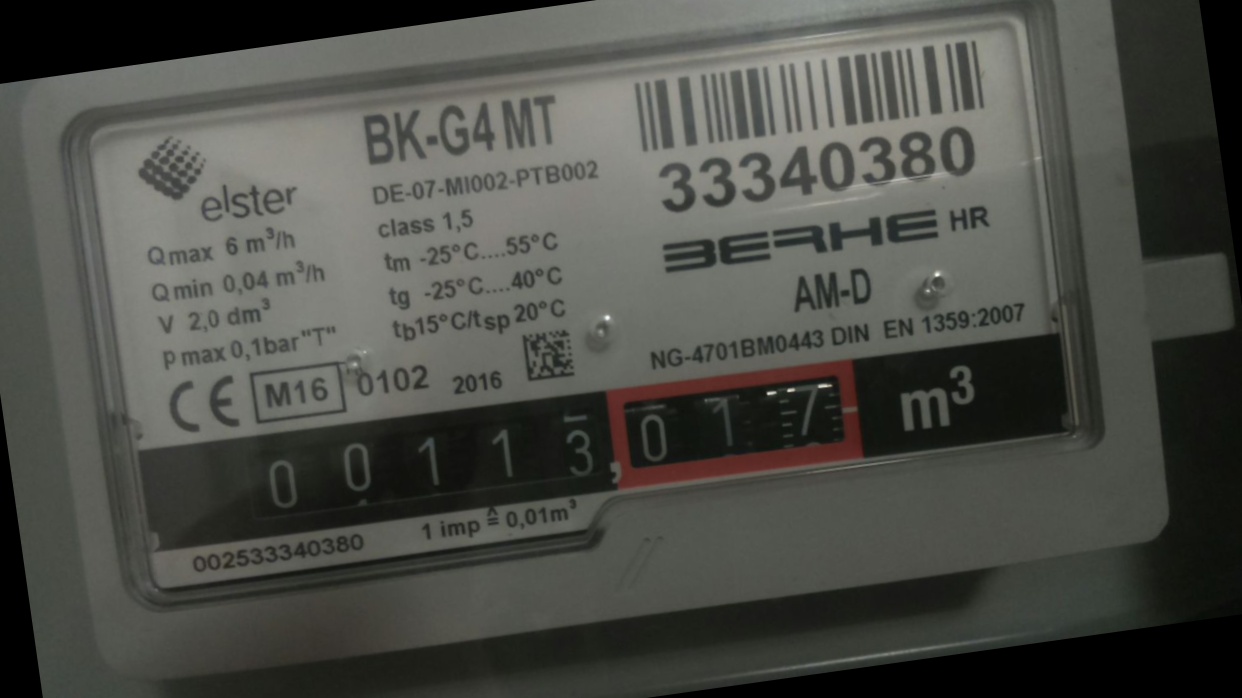 elster
Qmax 6 m³/h
Qmin 0,04 m³/h
V 2,0 dm³
pmax 0,1bar"T"
BK-G4 MT
DE-07-MI002-PTB002
class 1,5
tm -25°C....55°C
tg -25°C....40°C
tb15°C/tsp 20°C
CE M16 0102 2016
33340380
BERHE HR
AM-D
NG-4701BM0443 DIN EN 1359:2007
00113,017 m³
002533340380 1 imp ≙ 0,01m³